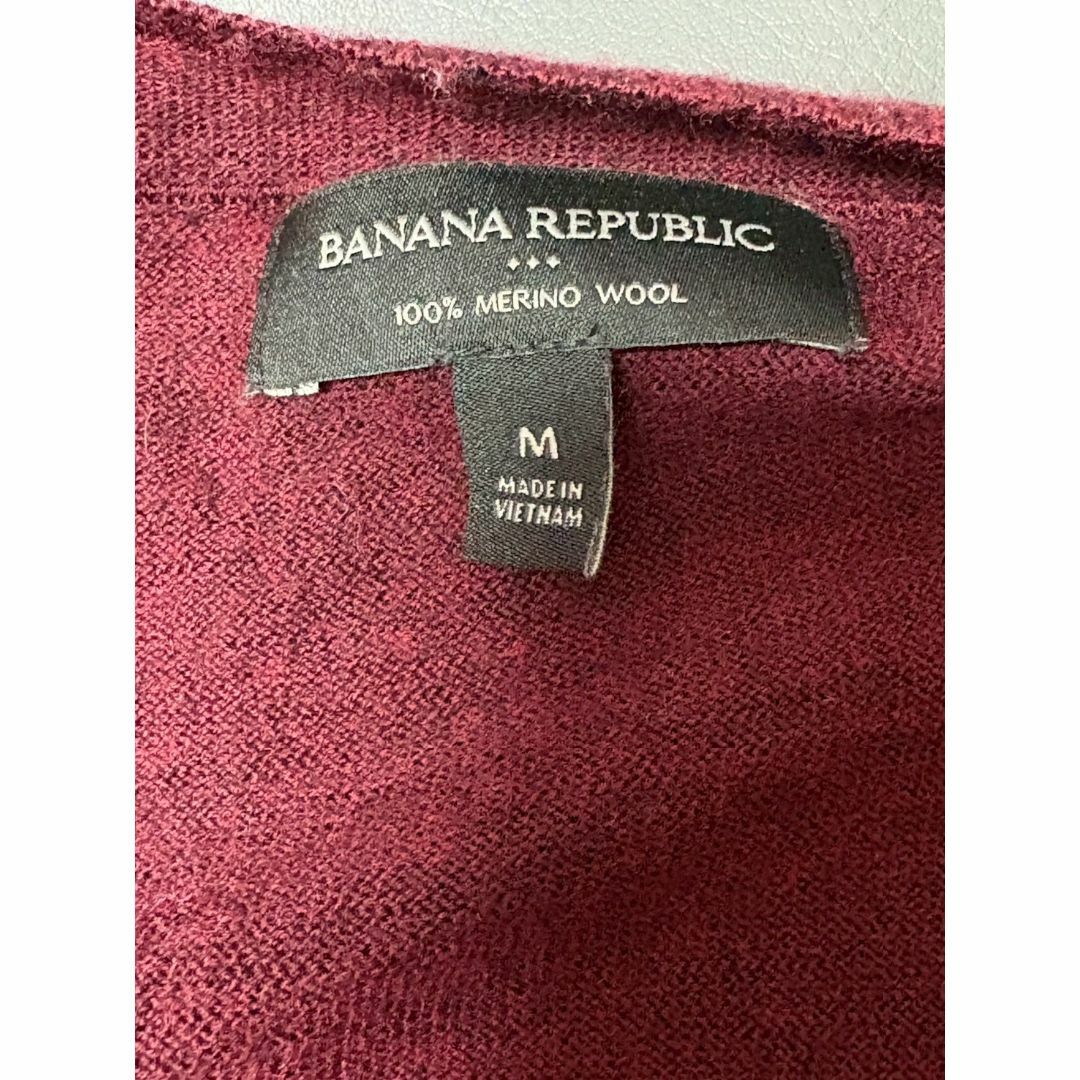 BANANA REPUBLIC
100% MERINO WOOL
M
MADE IN
VIETNAM